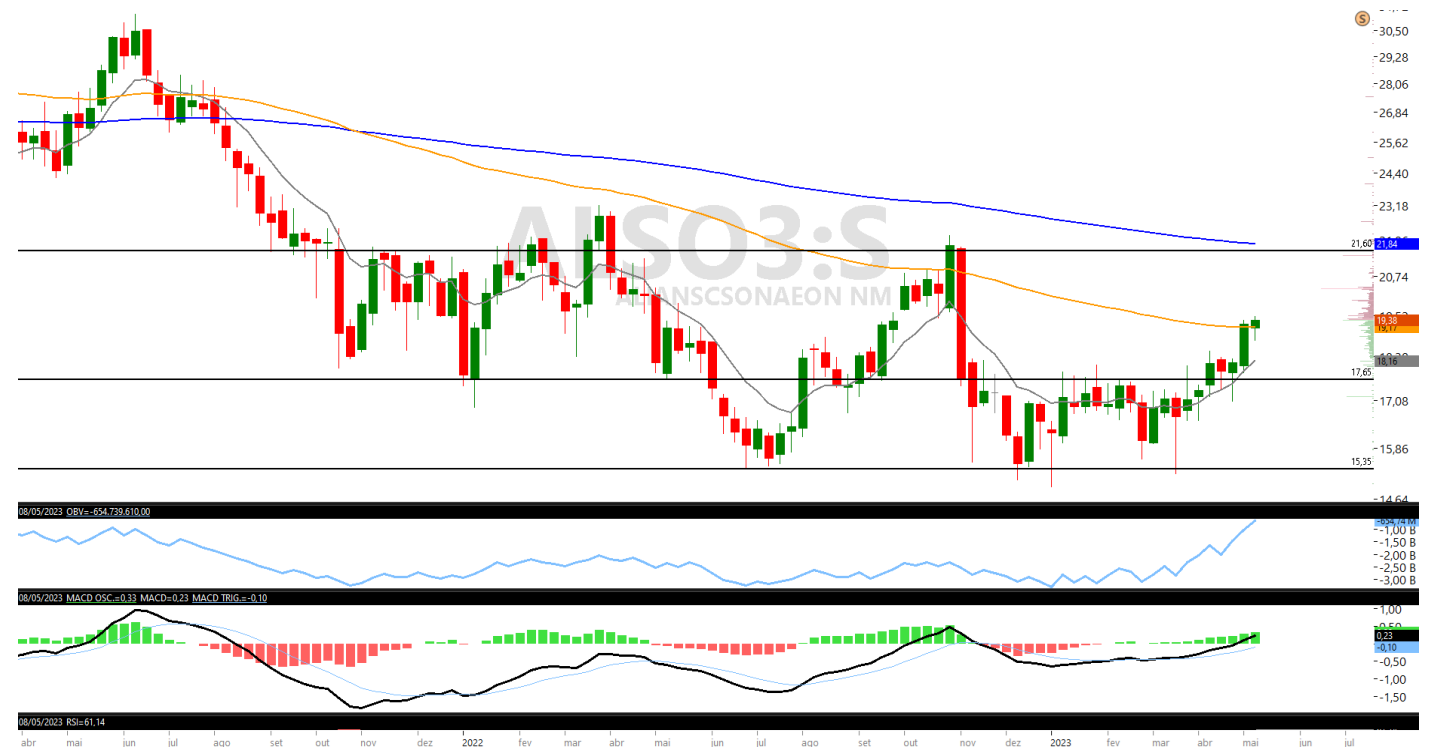 S
30,50
29,28
28,06
26,84
25,62
24,40
23,18
ALSO3:S
21,60
21,84
20,74
ALIANSCSONAEON NM
19,38
19,17
18,16
17,65
17,08
15,86
15,35
14,64
08/05/2023 OBV=-654.739.610,00
-654,74 M
-1,00 B
-1,50 B
-2,00 B
-2,50 B
-3,00 B
08/05/2023 MACD OSC.=0,33 MACD=0,23 MACD TRIG.=-0,10
1,00
0,50
0,23
-0,10
-0,50
-1,00
-1,50
08/05/2023 RSI=61,14
abr mai jun jul ago set out nov dez 2022 fev mar abr mai jun jul ago set out nov dez 2023 fev mar abr mai jun jul